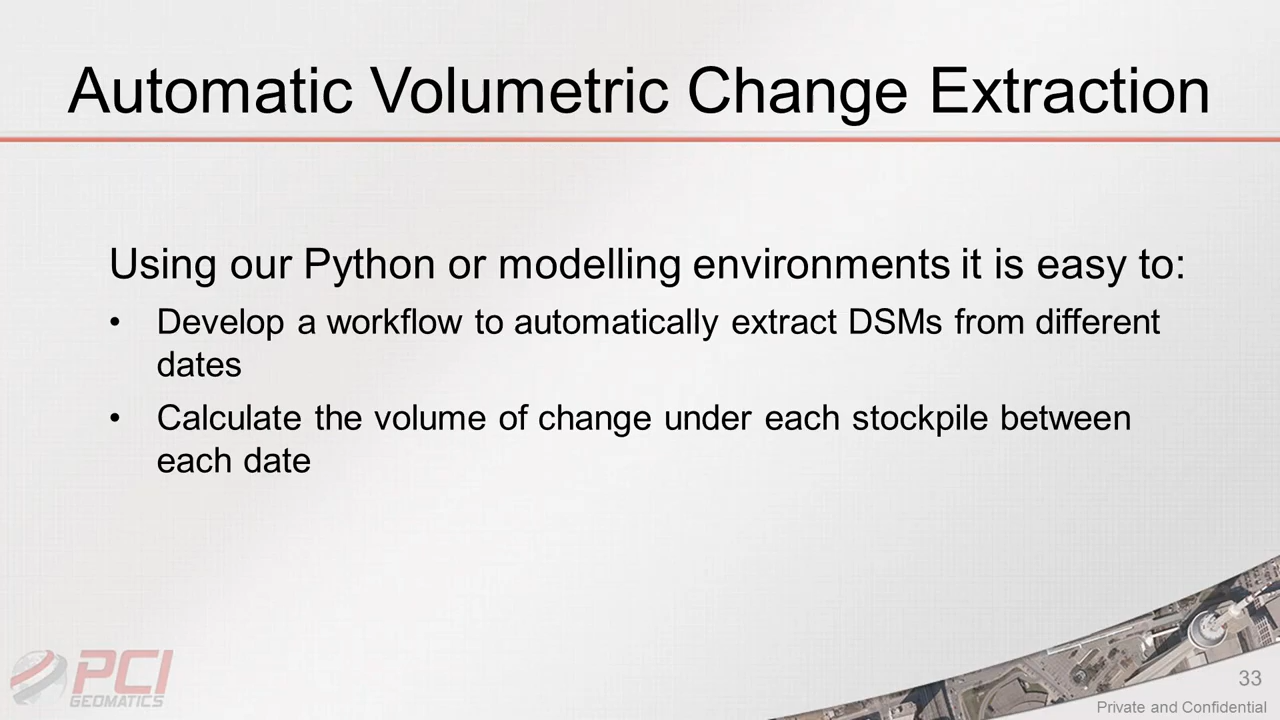 Automatic Volumetric Change Extraction
Using our Python or modelling environments it is easy to:
• Develop a workflow to automatically extract DSMs from different
dates
• Calculate the volume of change under each stockpile between
each date
PCI
GEOMATICS
33
Private and Confidential